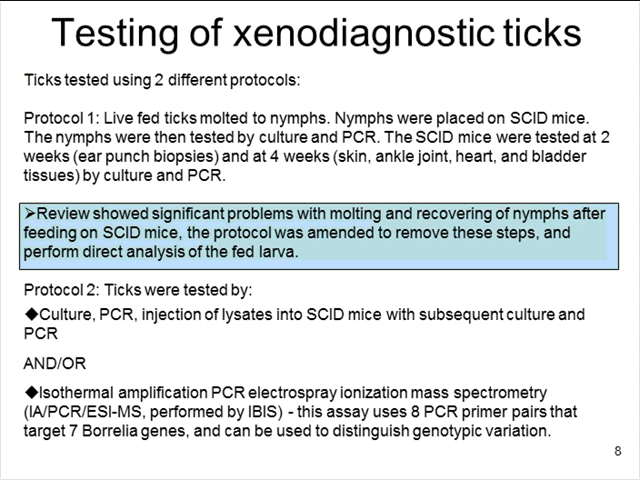 Testing of xenodiagnostic ticks
Ticks tested using 2 different protocols:
Protocol 1: Live fed ticks molted to nymphs. Nymphs were placed on SCID mice.
The nymphs were then tested by culture and PCR. The SCID mice were tested at 2
weeks (ear punch biopsies) and at 4 weeks (skin, ankle joint, heart, and bladder
tissues) by culture and PCR.
➢Review showed significant problems with molting and recovering of nymphs after
feeding on SCID mice, the protocol was amended to remove these steps, and
perform direct analysis of the fed larva.
Protocol 2: Ticks were tested by:
◆Culture, PCR, injection of lysates into SCID mice with subsequent culture and
PCR
AND/OR
◆Isothermal amplification PCR electrospray ionization mass spectrometry
(IA/PCR/ESI-MS, performed by IBIS) - this assay uses 8 PCR primer pairs that
target 7 Borrelia genes, and can be used to distinguish genotypic variation.
8